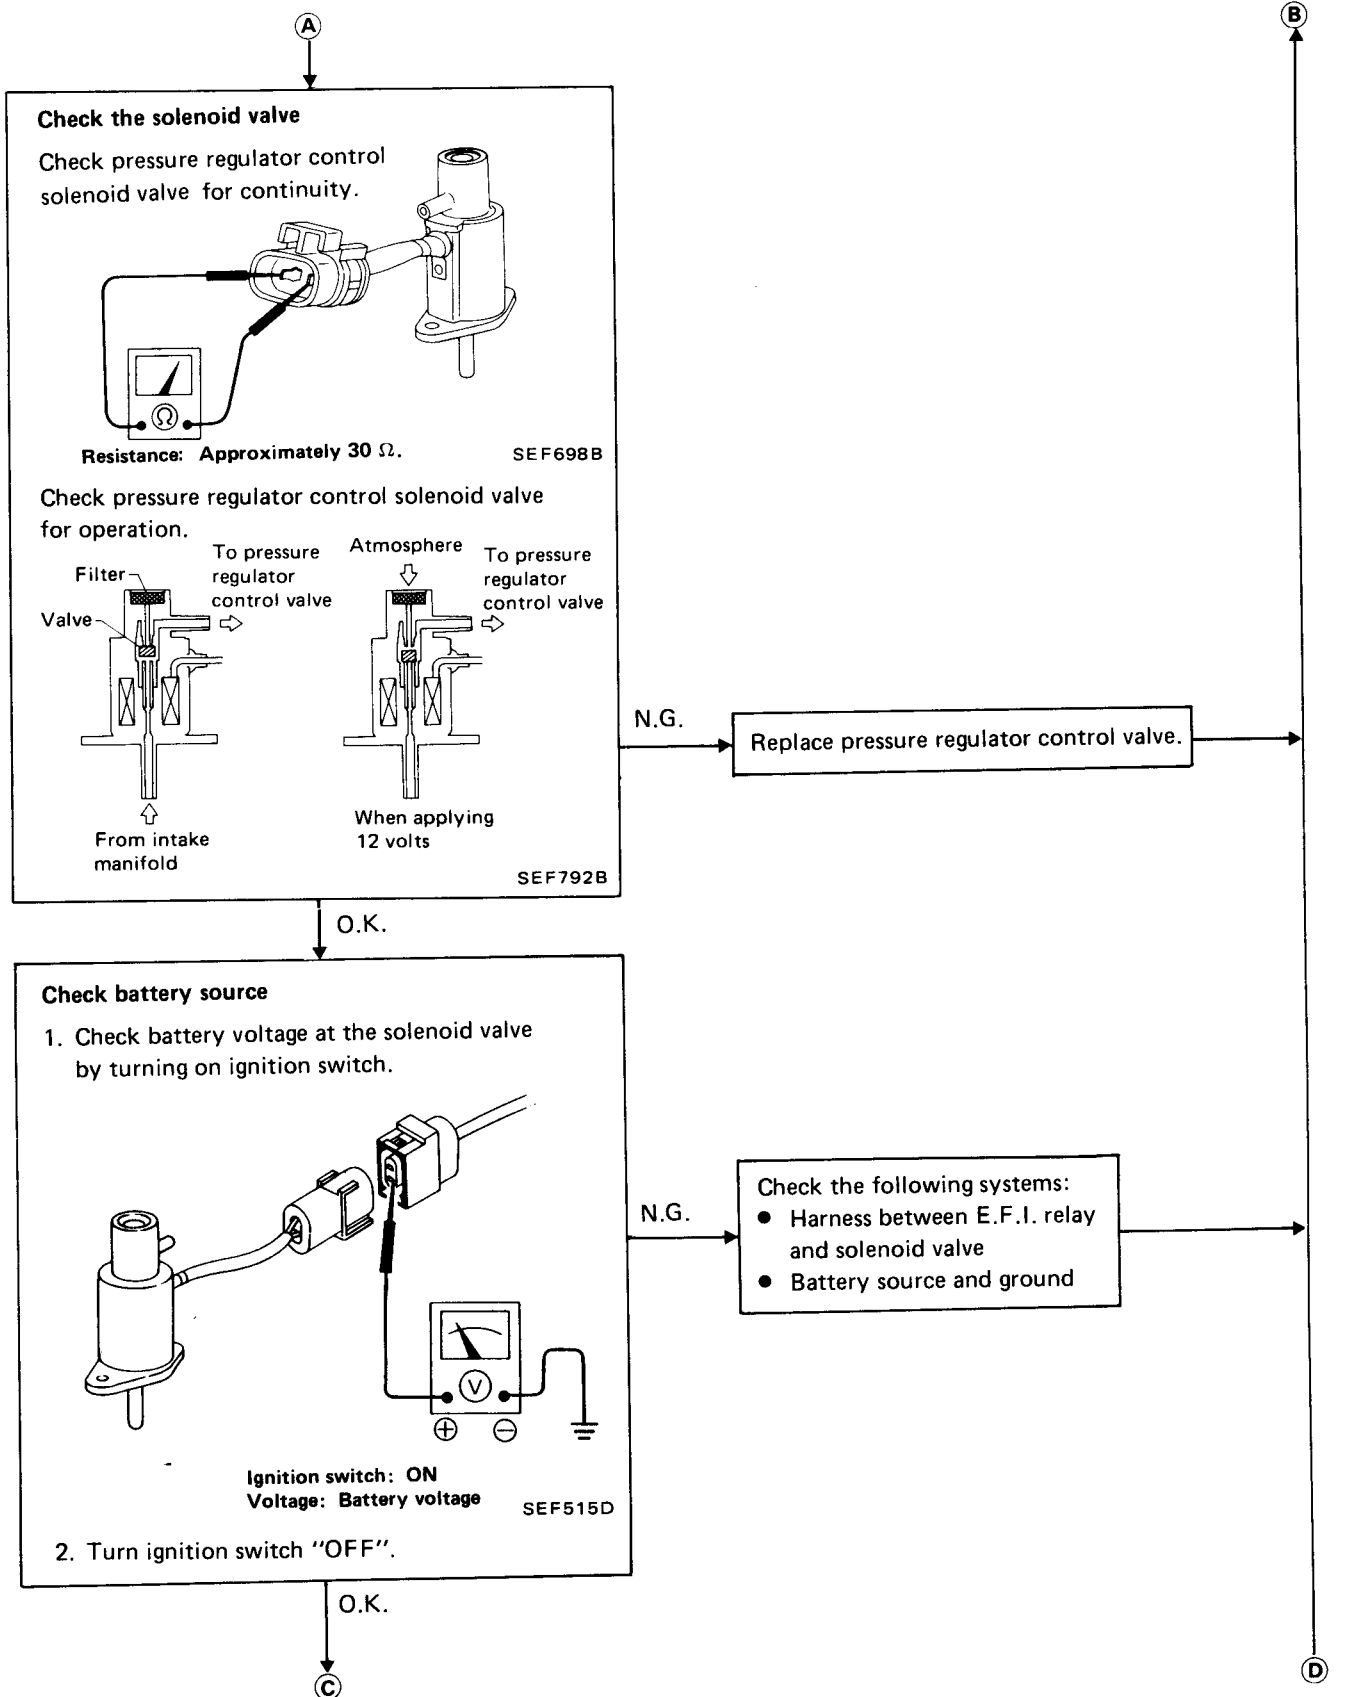 A
B
Check the solenoid valve
Check pressure regulator control
solenoid valve for continuity.
Ω
Resistance: Approximately 30 Ω.
SEF698B
Check pressure regulator control solenoid valve
for operation.
To pressure
regulator
control valve
Filter
Valve
Atmosphere
To pressure
regulator
control valve
From intake
manifold
When applying
12 volts
SEF792B
N.G.
Replace pressure regulator control valve.
O.K.
Check battery source
1. Check battery voltage at the solenoid valve
by turning on ignition switch.
V
+ −
Ignition switch: ON
Voltage: Battery voltage
SEF515D
2. Turn ignition switch "OFF".
N.G.
Check the following systems:
● Harness between E.F.I. relay
and solenoid valve
● Battery source and ground
O.K.
C
D